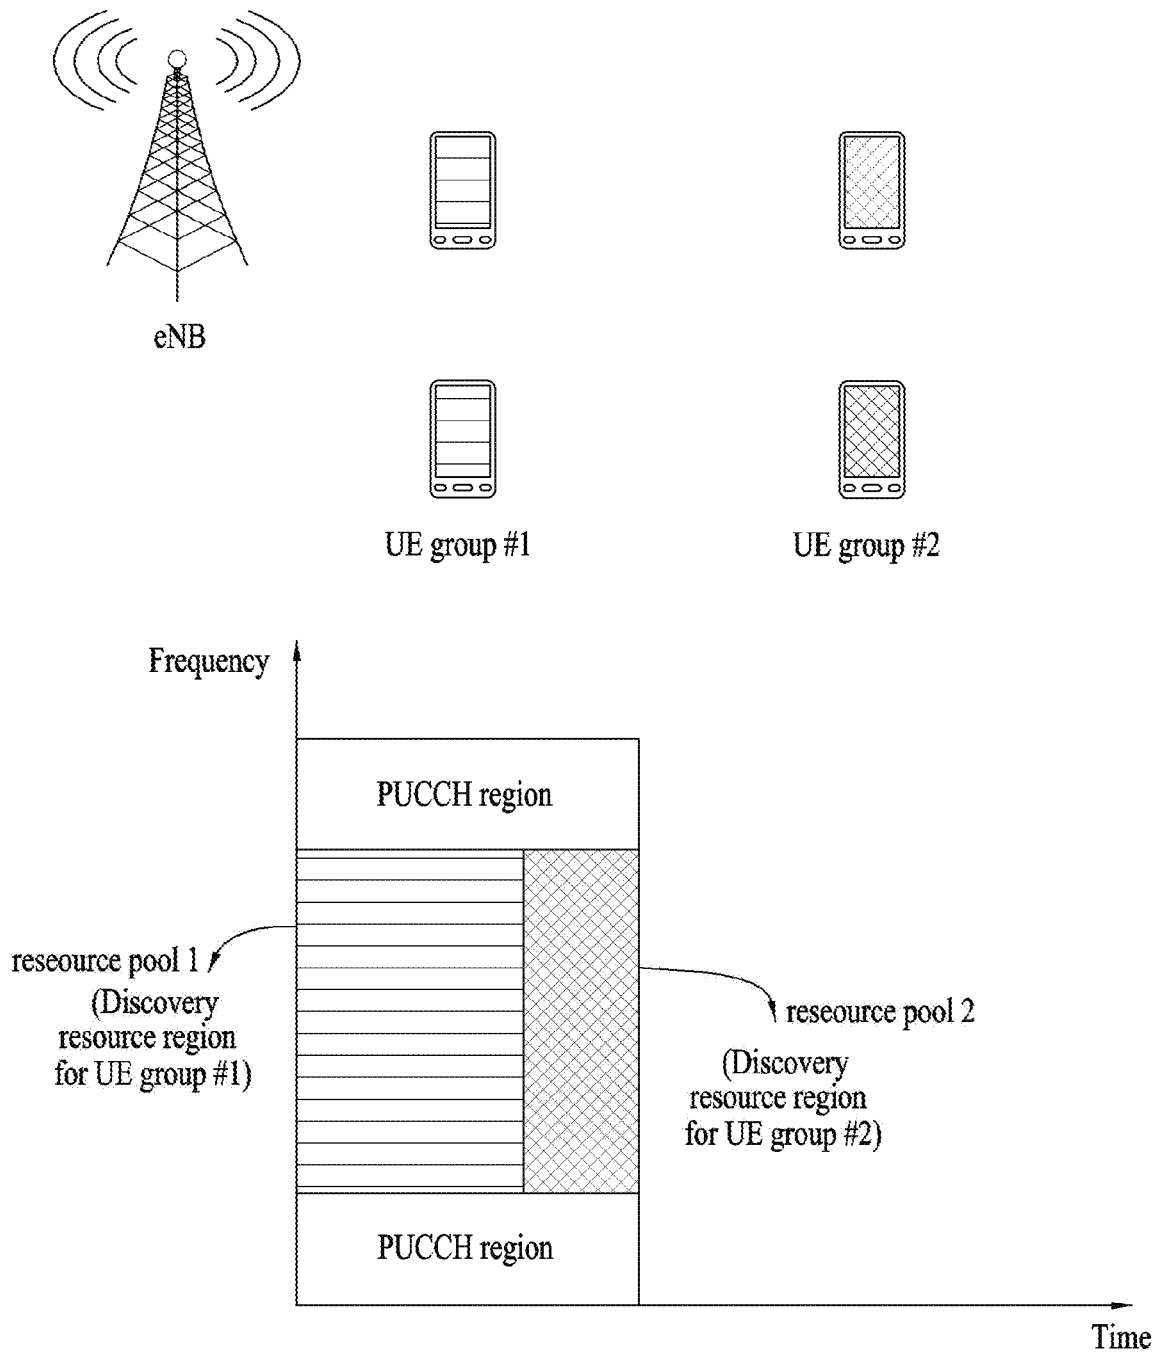 eNB
UE group #1
UE group #2
Frequency
PUCCH region
reseource pool 1
(Discovery
resource region
for UE group #1)
reseource pool 2
(Discovery
resource region
for UE group #2)
PUCCH region
Time